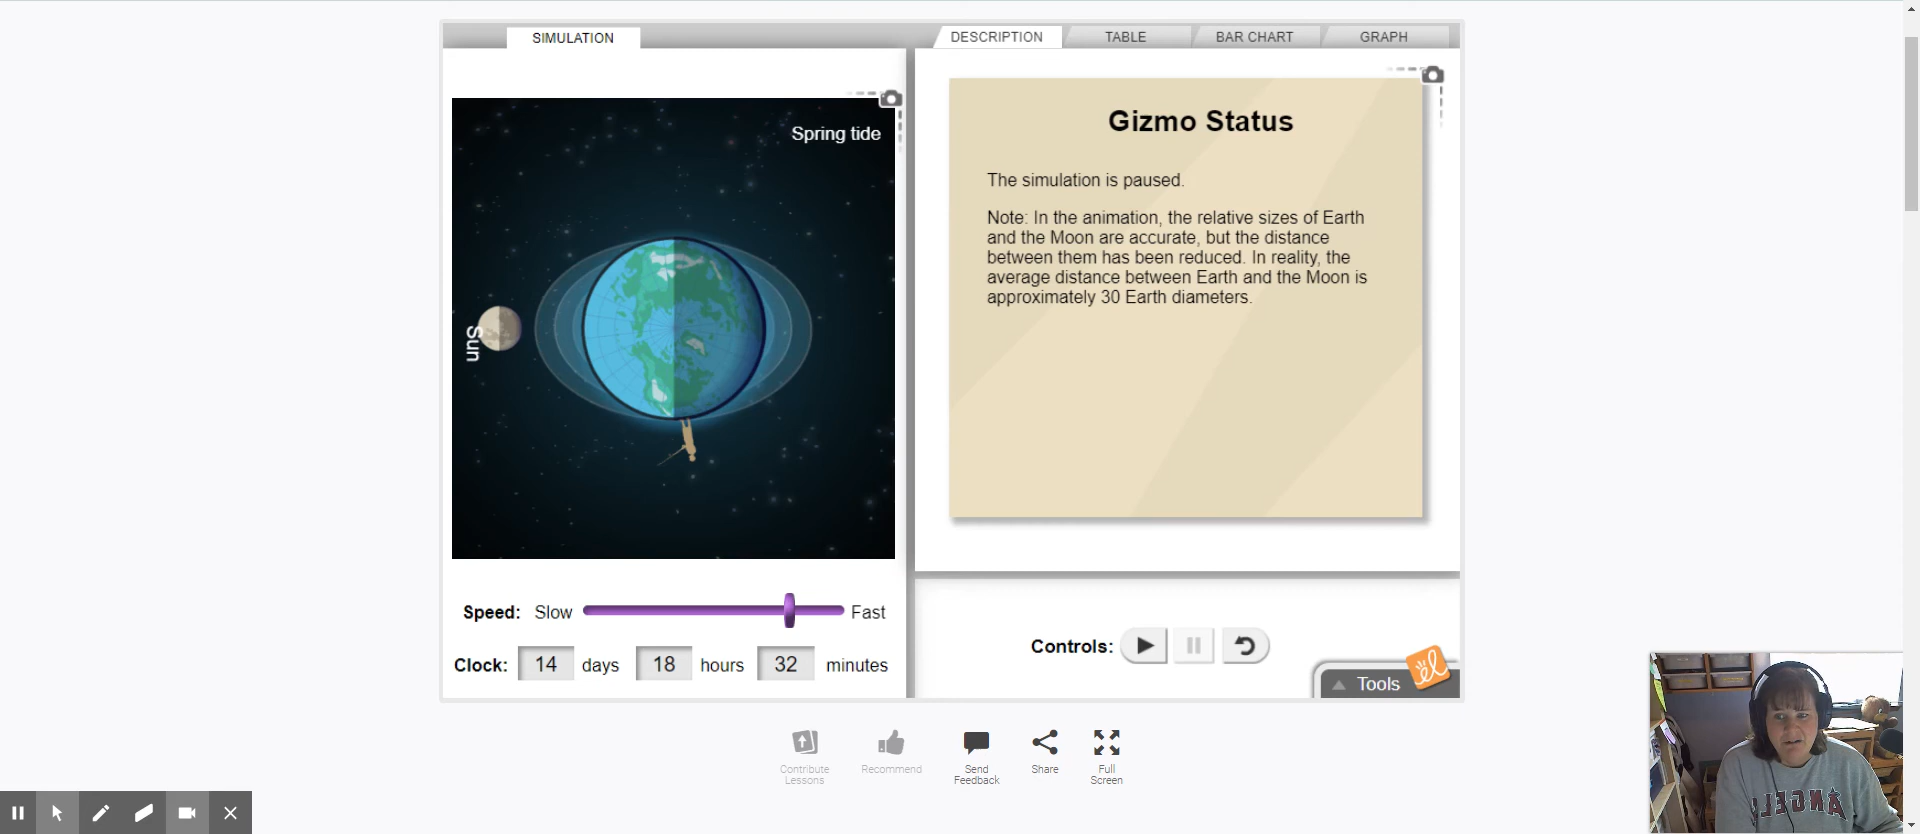 SIMULATION
DESCRIPTION
TABLE
BAR CHART
GRAPH
Spring tide
Sun
Gizmo Status
The simulation is paused.
Note: In the animation, the relative sizes of Earth
and the Moon are accurate, but the distance
between them has been reduced. In reality, the
average distance between Earth and the Moon is
approximately 30 Earth diameters.
Speed: Slow Fast
Clock: 14 days 18 hours 32 minutes
Controls:
Tools
el
Contribute
Lessons
Recommend
Send
Feedback
Share
Full
Screen
ANGELS